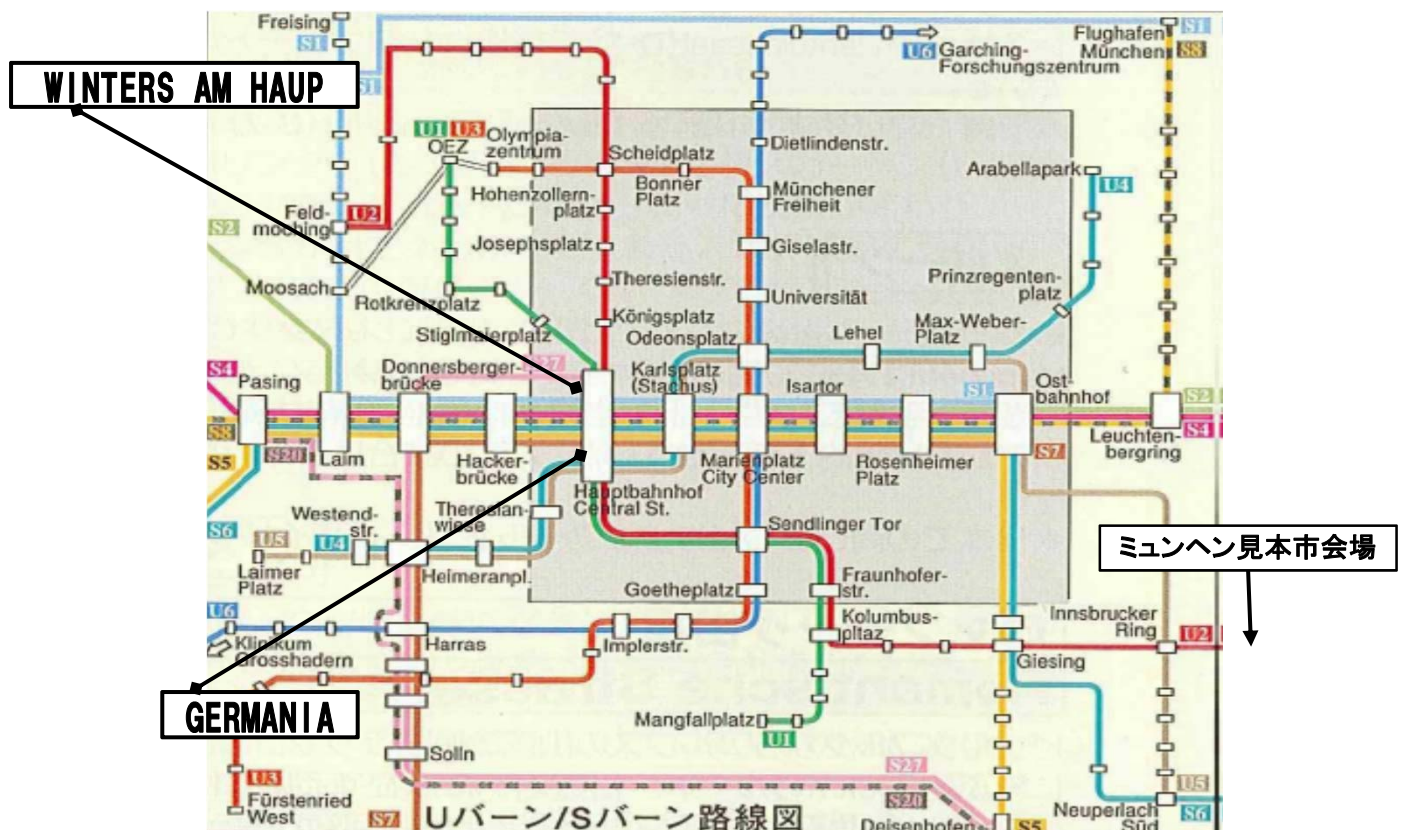 Freising
S1
S1
U6
Garching-
Forschungszentrum
Flughafen
München
S1
S8
WINTERS AM HAUP
S1
U1 U3
OEZ
Olympia-
zentrum
Scheidplatz
Bonner
Platz
Dietlindenstr.
Arabellapark
U4
Hohenzollern-
platz
Münchener
Freiheit
S2
Feld-
moching
U2
Josephsplatz
Giselastr.
Moosach
Rotkrenzplatz
Theresienstr.
Universität
Prinzregenten-
platz
Stiglmaierplatz
Königsplatz
Odeonsplatz
Lehel
Max-Weber-
Platz
S4
Pasing
Donnersberger-
brücke
S27
Karlsplatz
(Stachus)
Isartor
S1
Ost-
bahnhof
S2
S8
S20
S5
Laim
Hacker-
brücke
Marienplatz
City Center
Rosenheimer
Platz
S7
Leuchten-
bergring
S4
Hauptbahnhof
Central St.
Westend-
str.
Theresian-
wiese
S6
U5
U4
Laimer
Platz
Heimeranpl.
Sendlinger Tor
ミュンヘン見本市会場
Goetheplatz
Fraunhofer-
str.
U6
Klinikum
Grosshadern
Harras
Implerstr.
Kolumbus-
pltaz
Innsbrucker
Ring
U2
Giesing
GERMANIA
Mangfallplatz
U1
Solln
U3
Fürstenried
West
S7
S27
S20
Uバーン/Sバーン路線図
Deisenhofen
S5
Neuperlach
Süd
U5
S6